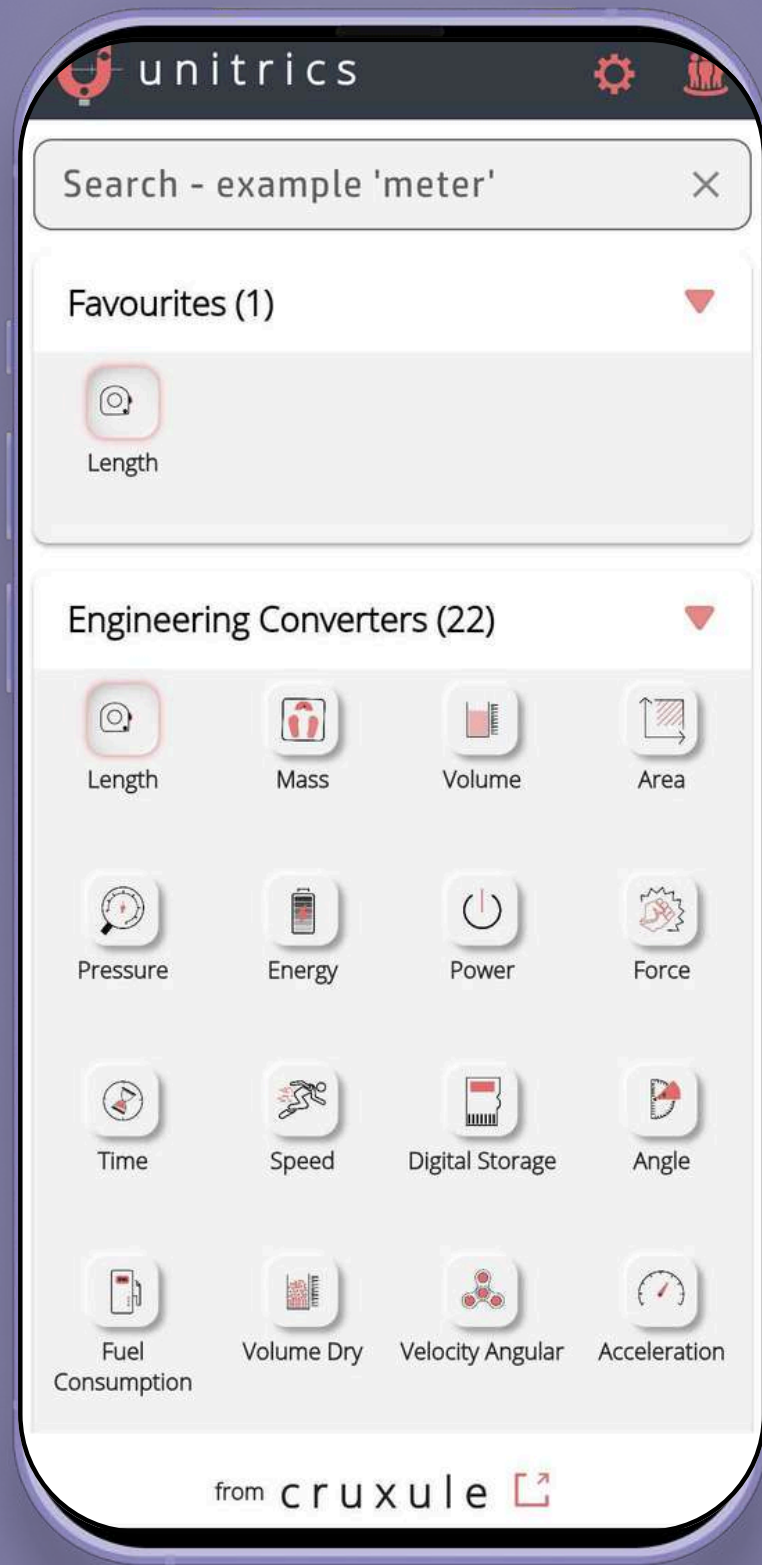 unitrics
Search - example 'meter'
Favourites (1)
Length
Engineering Converters (22)
Length Mass Volume Area
Pressure Energy Power Force
Time Speed Digital Storage Angle
Fuel Consumption Volume Dry Velocity Angular Acceleration
from cruxule